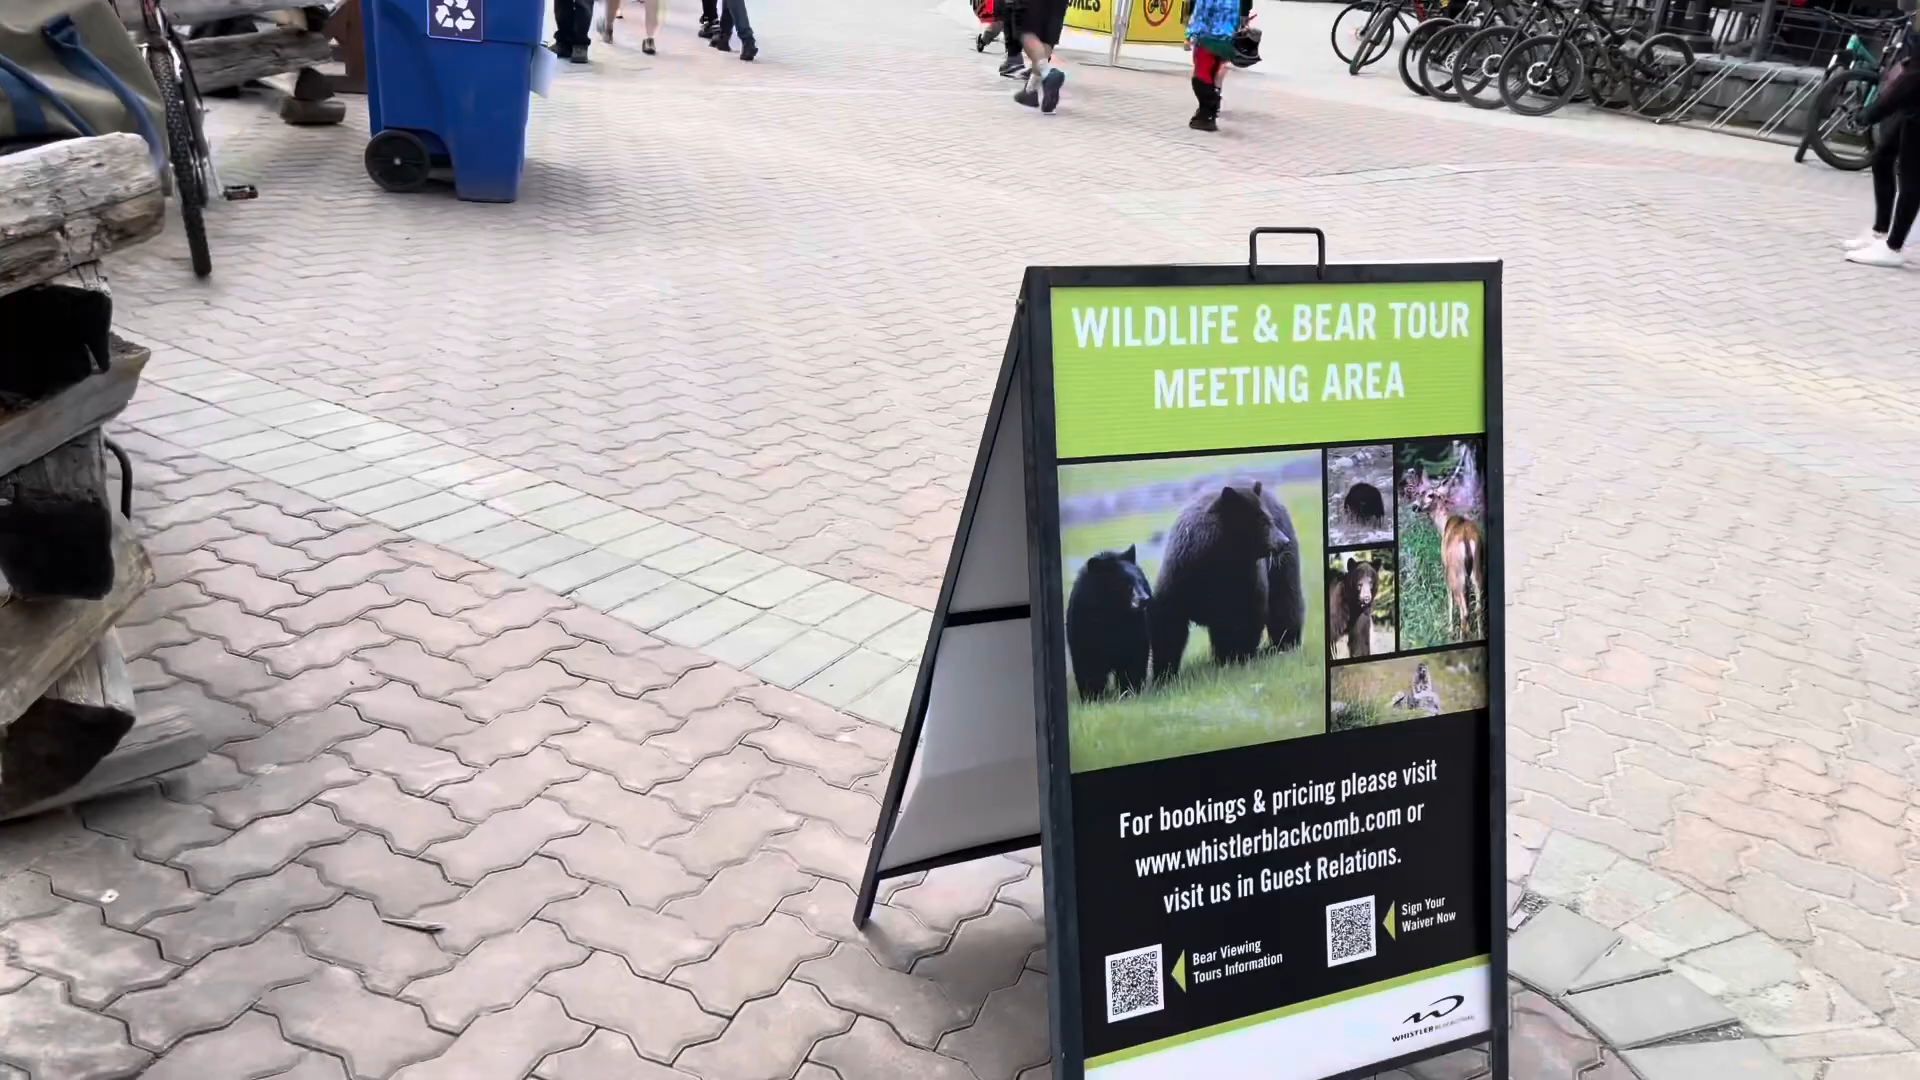 WILDLIFE & BEAR TOUR
MEETING AREA
For bookings & pricing please visit
www.whistlerblackcomb.com or
visit us in Guest Relations.
Sign Your
Waiver Now
Bear Viewing
Tours Information
WHISTLER BLACKCOMB